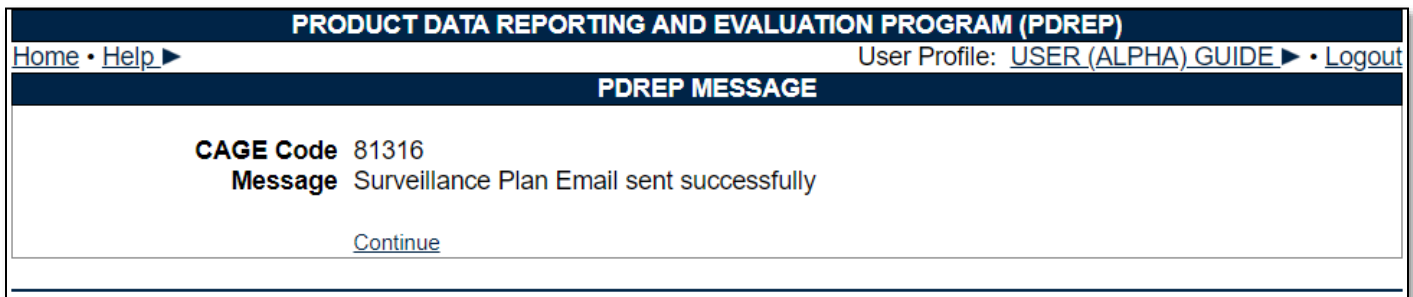 PRODUCT DATA REPORTING AND EVALUATION PROGRAM (PDREP)
Home • Help ► User Profile: USER (ALPHA) GUIDE ► • Logout
PDREP MESSAGE
CAGE Code 81316
Message Surveillance Plan Email sent successfully
Continue